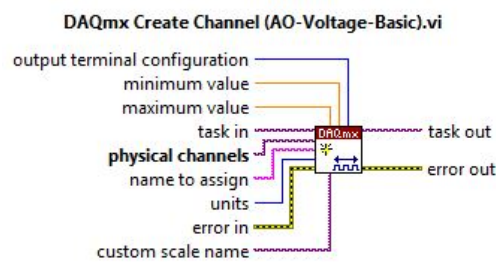 DAQmx Create Channel (AO-Voltage-Basic).vi
output terminal configuration
minimum value
maximum value
task in
DAQmx
task out
physical channels
name to assign
error out
units
error in
custom scale name